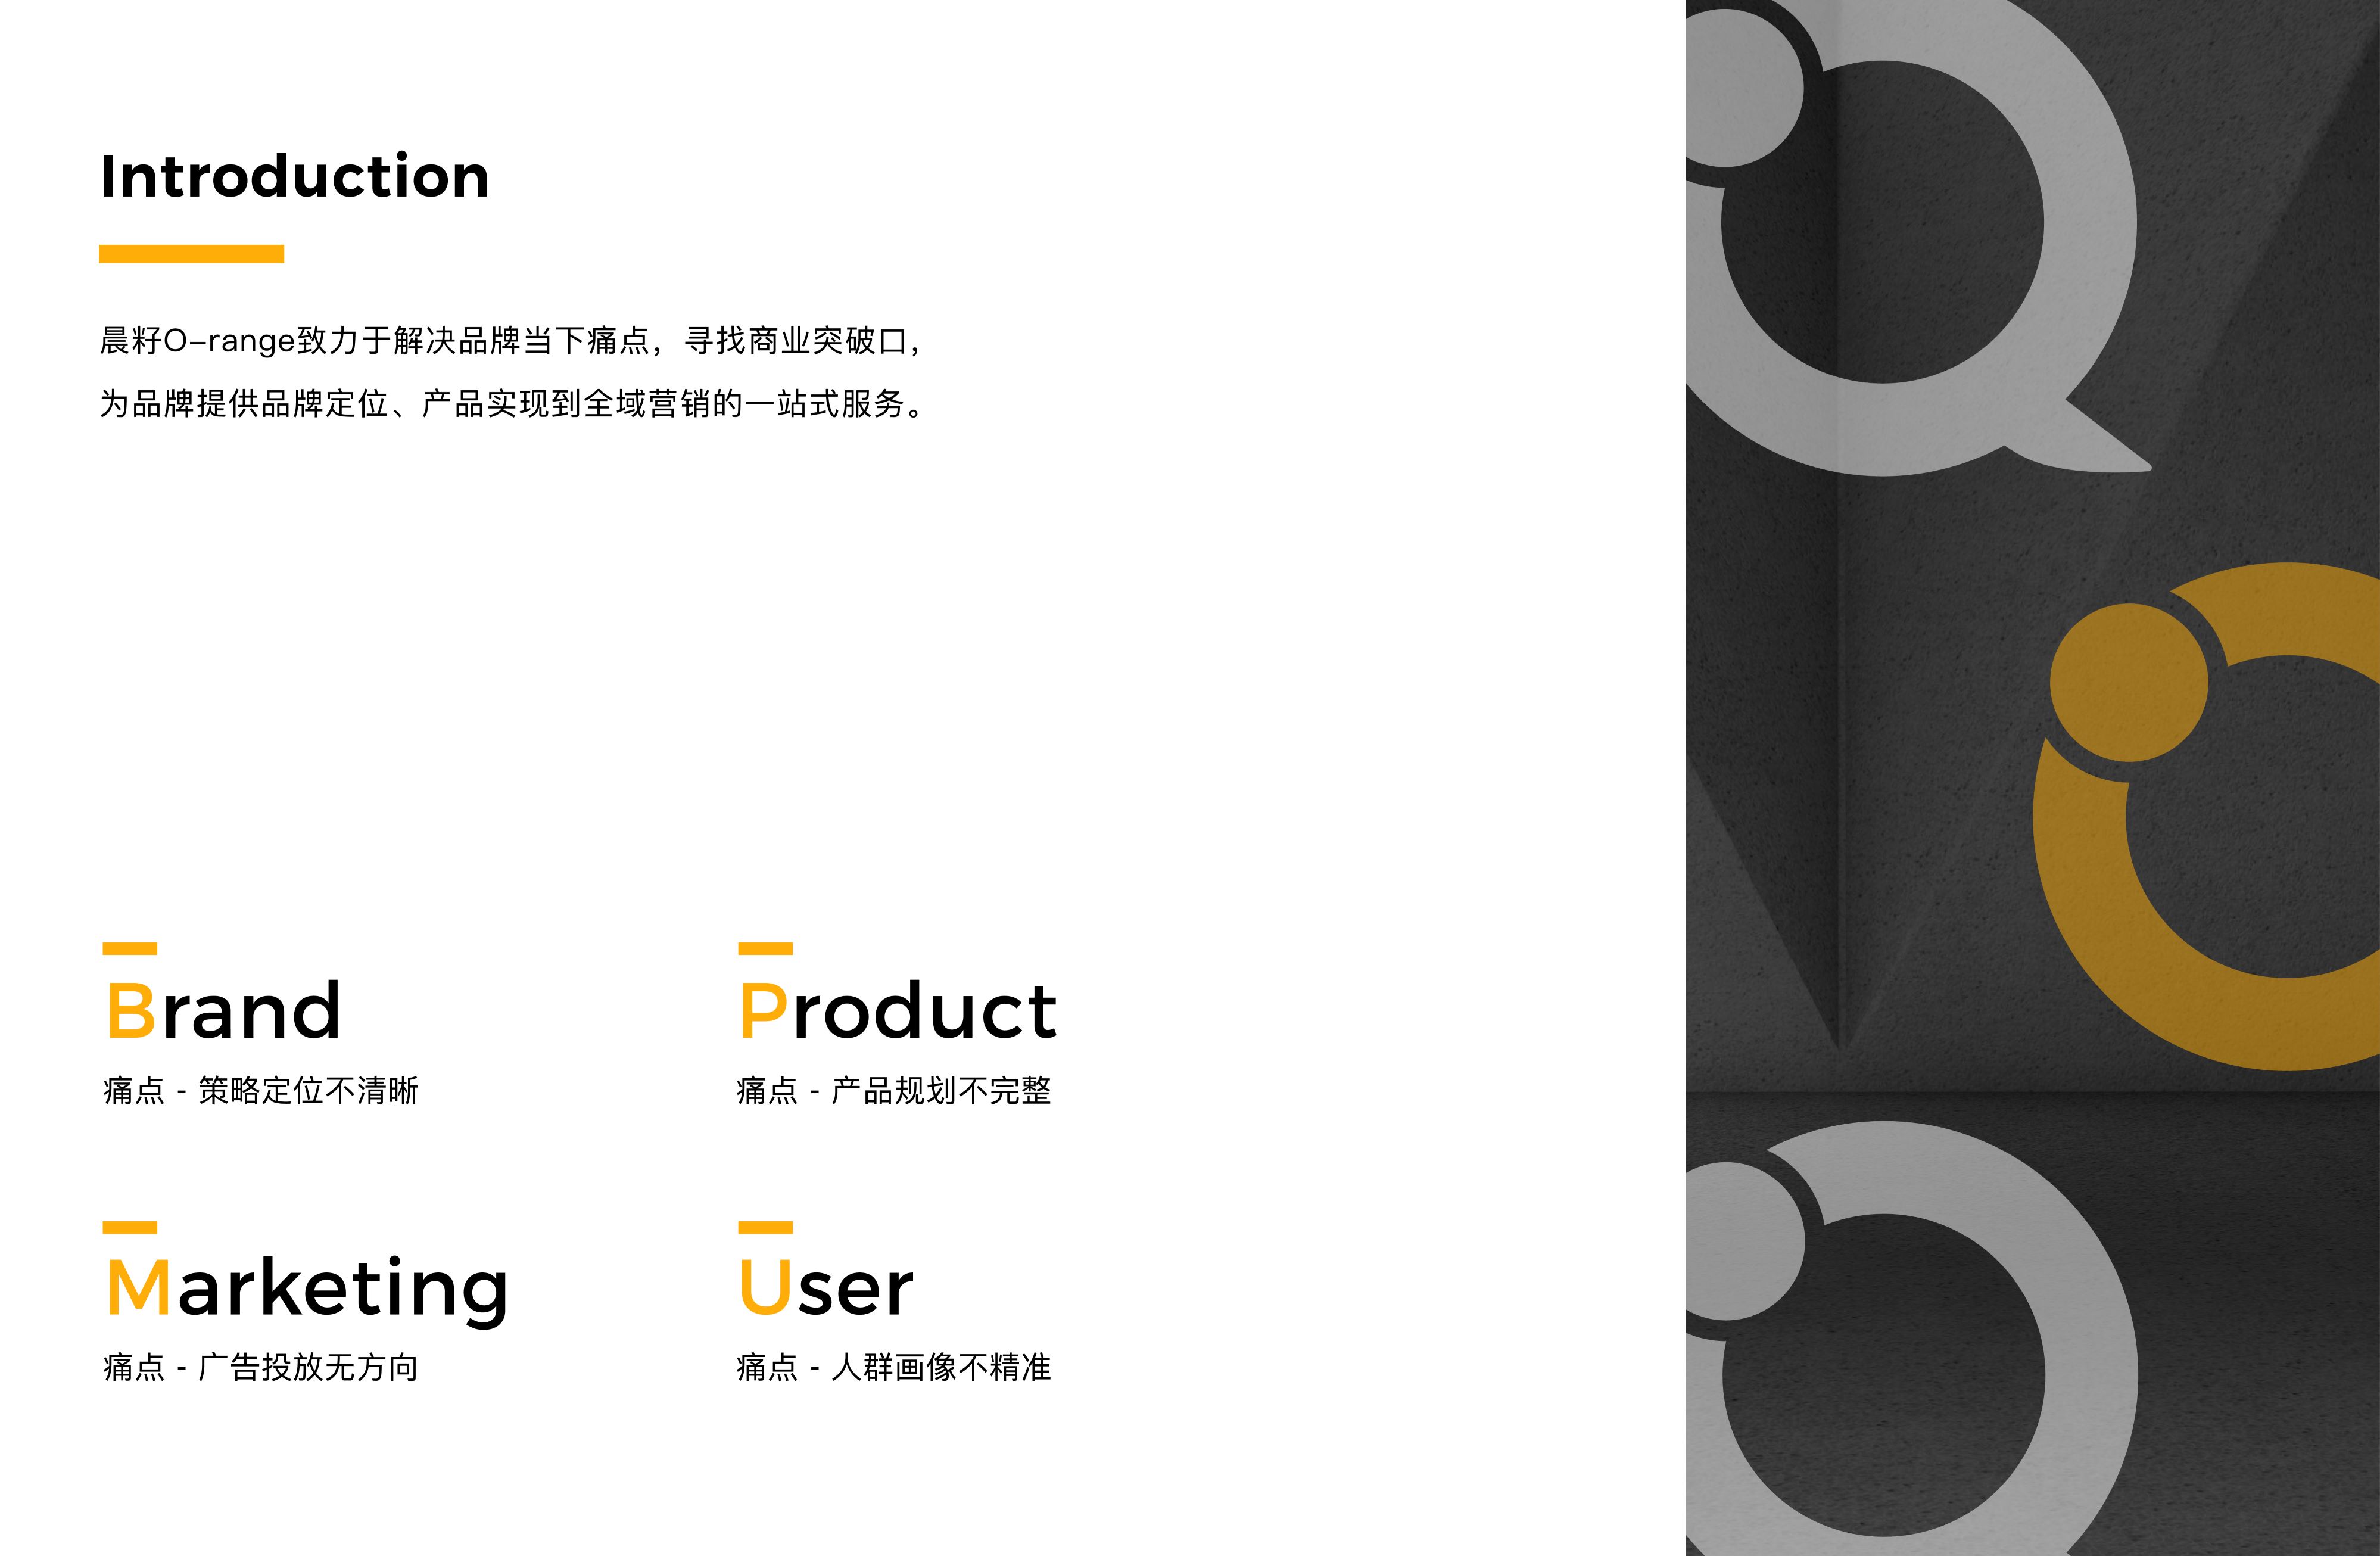 Introduction
晨籽O-range致力于解决品牌当下痛点，寻找商业突破口，
为品牌提供品牌定位、产品实现到全域营销的一站式服务。
Brand
痛点 - 策略定位不清晰
Product
痛点 - 产品规划不完整
Marketing
痛点 - 广告投放无方向
User
痛点 - 人群画像不精准